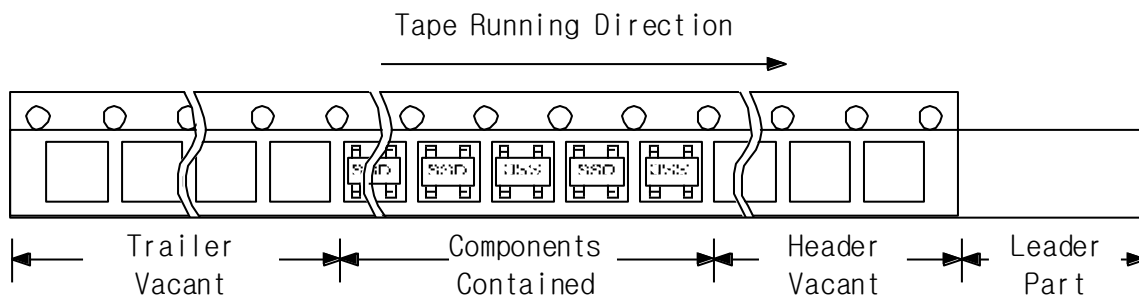 Tape Running Direction
Trailer
Vacant
Components
Contained
Header
Vacant
Leader
Part